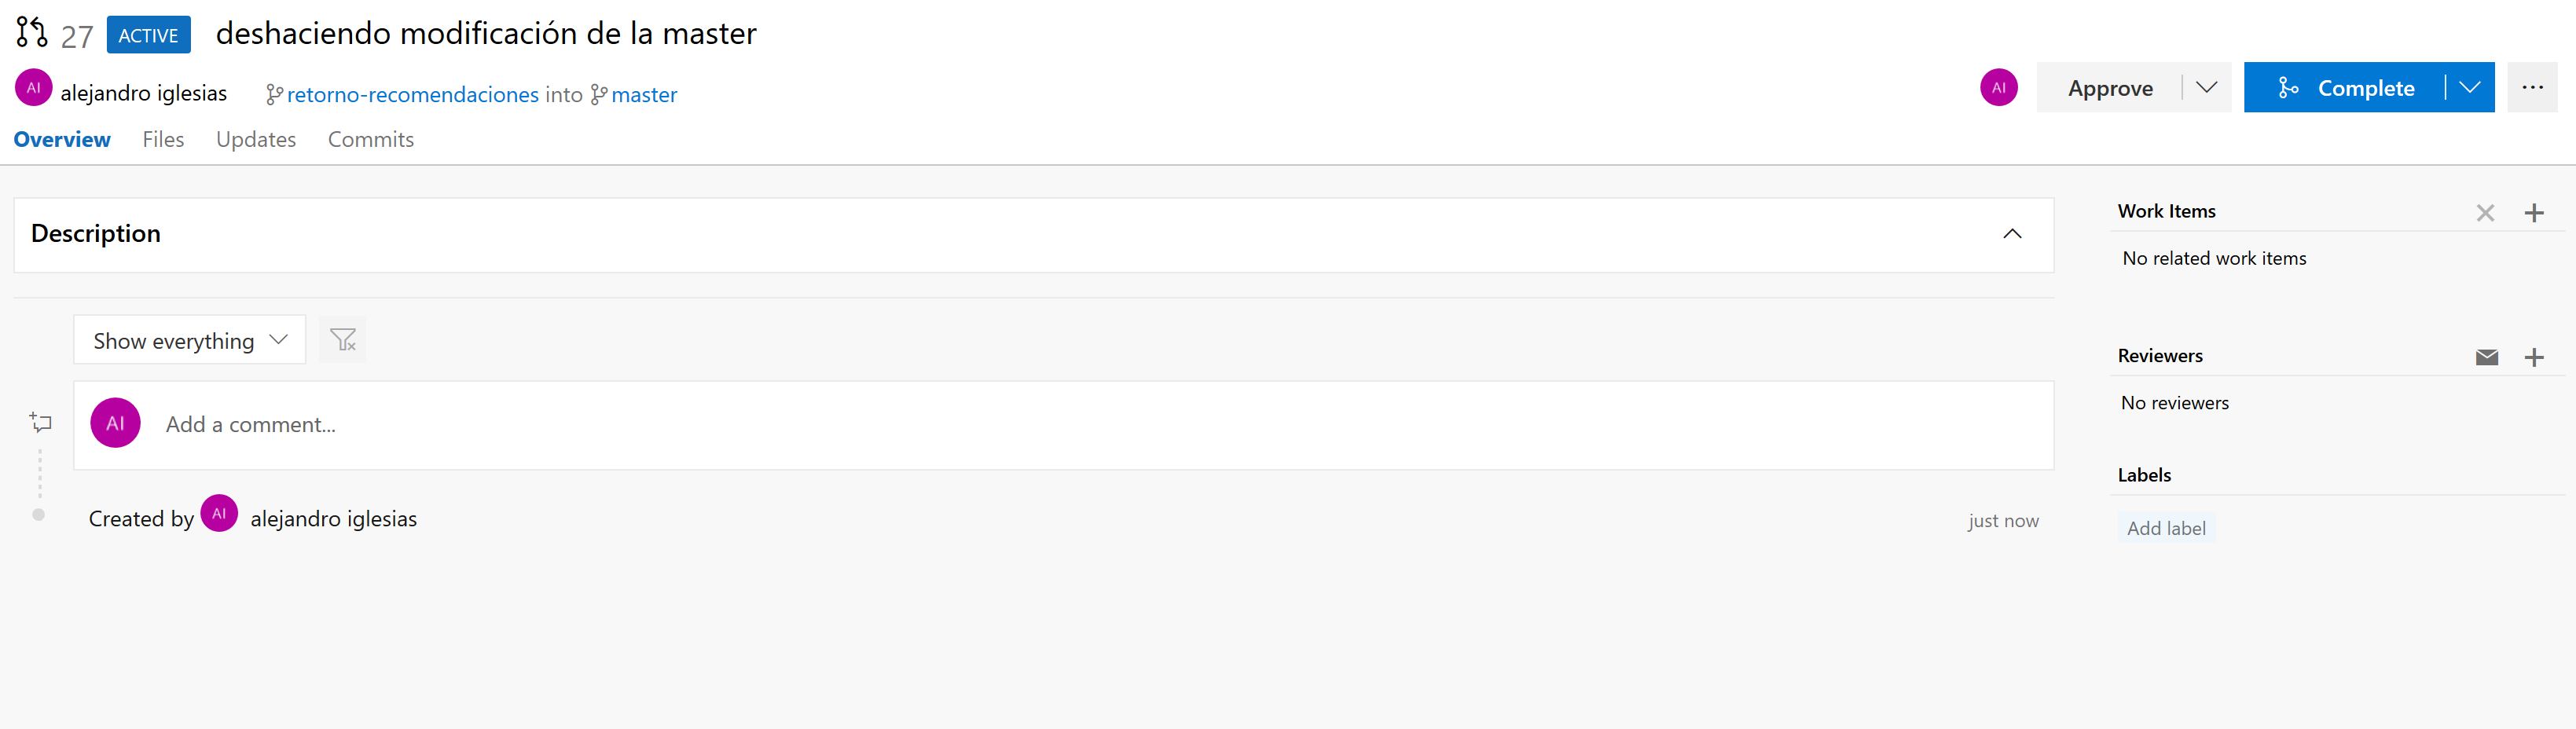 27 ACTIVE deshaciendo modificación de la master
AI alejandro iglesias retorno-recomendaciones into master
AI Approve Complete ...
Overview Files Updates Commits
Description
Show everything
AI Add a comment...
Created by AI alejandro iglesias just now
Work Items
No related work items
Reviewers
No reviewers
Labels
Add label